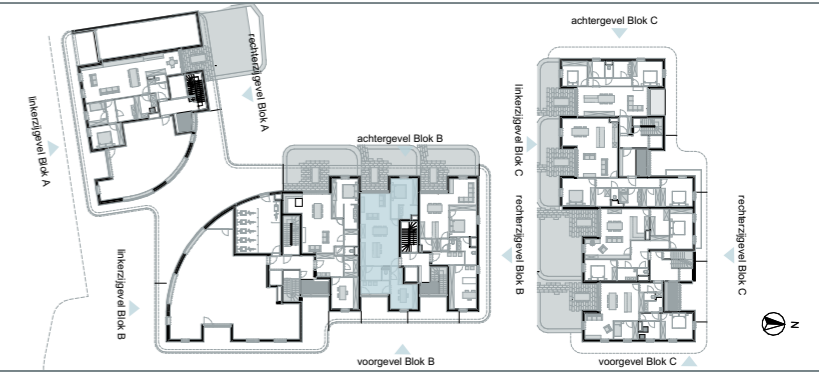 achtergevel Blok C
rechterzijgevel Blok A
linkerzijgevel Blok A
achtergevel Blok B
linkerzijgevel Blok C
linkerzijgevel Blok B
rechterzijgevel Blok B
rechterzijgevel Blok C
N
voorgevel Blok B
voorgevel Blok C